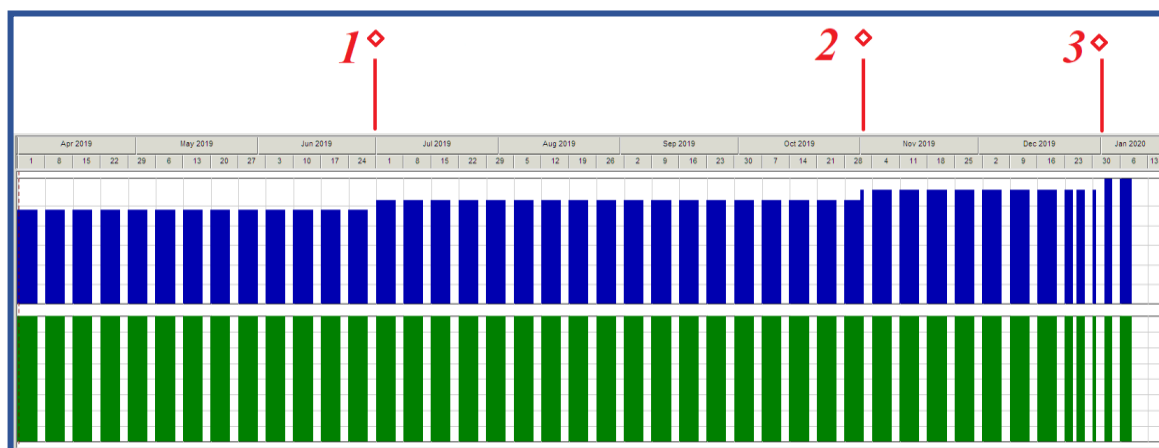 1 2 3
Apr 2019 May 2019 Jun 2019 Jul 2019 Aug 2019 Sep 2019 Oct 2019 Nov 2019 Dec 2019 Jan 2020
1 8 15 22 29 6 13 20 27 3 10 17 24 1 8 15 22 29 5 12 19 26 2 9 16 23 30 7 14 21 28 4 11 18 25 2 9 16 23 30 6 13